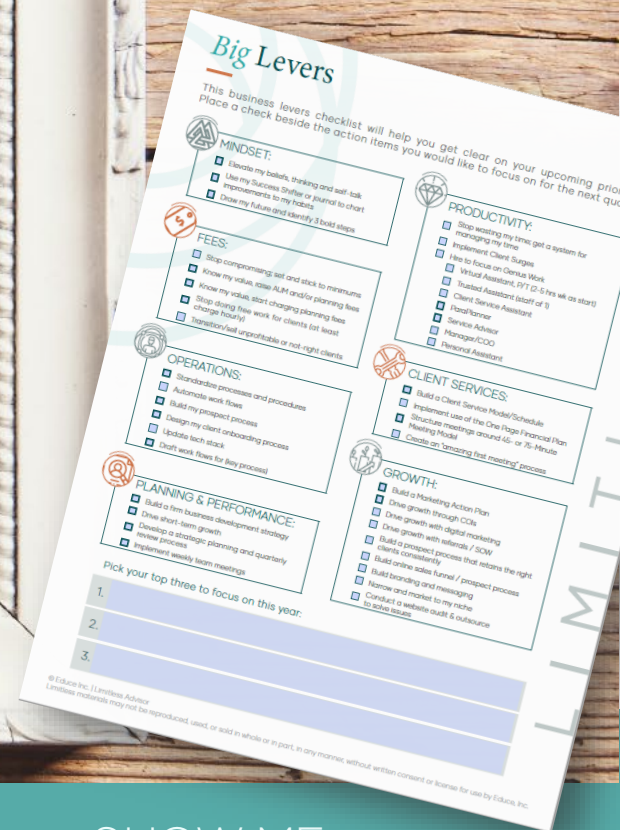 Big Levers
This business levers checklist will help you get clear on your upcoming
Place a check beside the action items you would like to focus on for the next
MINDSET:
Elevate my beliefs, thinking and self-talk
Use my Success Shifter or journal to chart
improvements to my habits
Draw my future and identify 3 bold steps
FEES:
Stop compromising; set and stick to minimums
Know my value, raise AUM and/or planning fees
Know my value, start charging planning fees
Stop doing free work for clients (at least
charge hourly)
Transition/sell unprofitable or not-right clients
OPERATIONS:
Standardize processes and procedures
Automate work flows
Build my prospect process
Design my client onboarding process
Update tech stack
Draft work flows for (key process)
PLANNING & PERFORMANCE:
Build a firm business development strategy
Drive short-term growth
Develop a strategic planning and quarterly
review process
Implement weekly team meetings
PRODUCTIVITY:
Stop wasting my time; get a system for
managing my time
Implement Client Surges
Hire to focus on Genius Work
Virtual Assistant, P/T (2-5 hrs wk as start)
Trusted Assistant (staff of 1)
Client Service Assistant
ParaPlanner
Service Advisor
Manager/COO
Personal Assistant
CLIENT SERVICES:
Build a Client Service Model/Schedule
Implement use of the One Page Financial Plan
Structure meetings around 45- or 75-Minute
Meeting Model
Create an "amazing first meeting" process
GROWTH:
Build a Marketing Action Plan
Drive growth through COIs
Drive growth with digital marketing
Drive growth with referrals / SOW
Build a prospect process that retains the right
clients consistently
Build online sales funnel / prospect process
Build branding and messaging
Narrow and market to my niche
Conduct a website audit & outsource
to solve issues
Pick your top three to focus on this year:
1.
2.
3.
© Educe Inc. | Limitless Advisor
Limitless materials may not be reproduced, used, or sold in whole or in part, in any manner, without written consent or license for use by Educe, Inc.
LIMIT